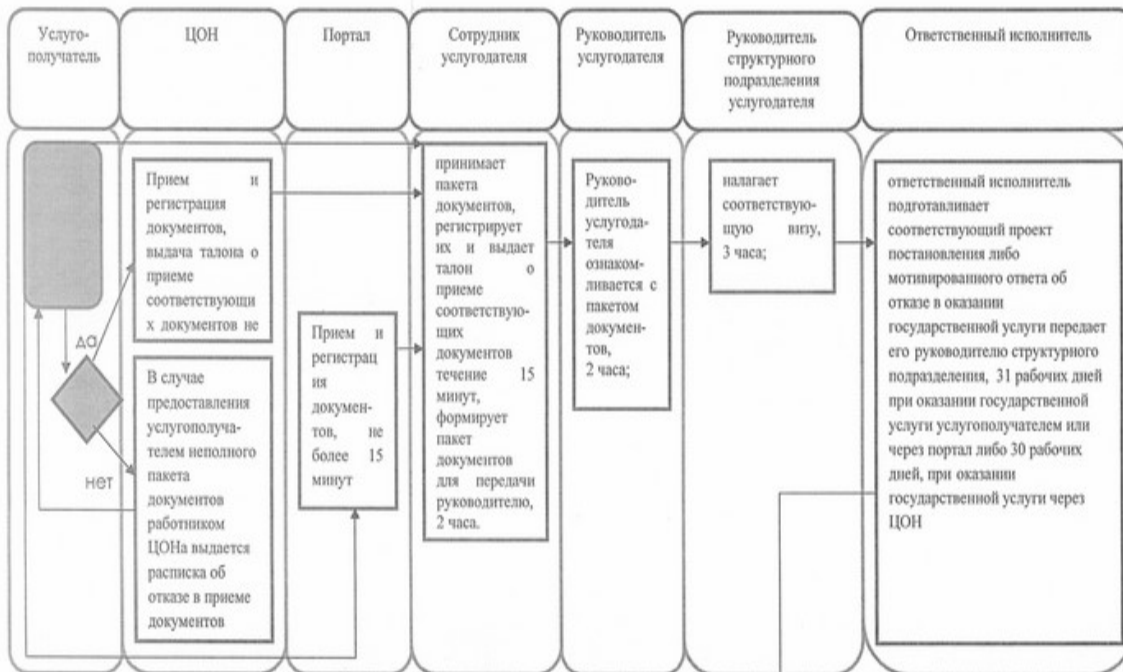 Услуго-
получатель
ЦОН
Портал
Сотрудник
услугодателя
Руководитель
услугодателя
Руководитель
структурного
подразделения
услугодателя
Ответственный исполнитель
да
нет
Прием и
регистрация
документов,
выдача талона о
приеме
соответствующи
х документов не
В случае
предоставления
услугополуча-
телем неполного
пакета
документов
работником
ЦОНа выдается
расписка об
отказе в приеме
документов
Прием и
регистрац
ия
докумен-
тов, не
более 15
минут
принимает
пакета
документов,
регистрирует
их и выдает
талон о
приеме
соответствую-
щих
документов
течение 15
минут,
формирует
пакет
документов
для передачи
руководителю,
2 часа.
Руково-
дитель
услугода-
теля
ознаком-
ливается с
пакетом
докумен-
тов,
2 часа;
налагает
соответствую-
щую визу,
3 часа;
ответственный исполнитель
подготавливает
соответствующий проект
постановления либо
мотивированного ответа об
отказе в оказании
государственной услуги передает
его руководителю структурного
подразделения, 31 рабочих дней
при оказании государственной
услуги услугополучателем или
через портал либо 30 рабочих
дней, при оказании
государственной услуги через
ЦОН